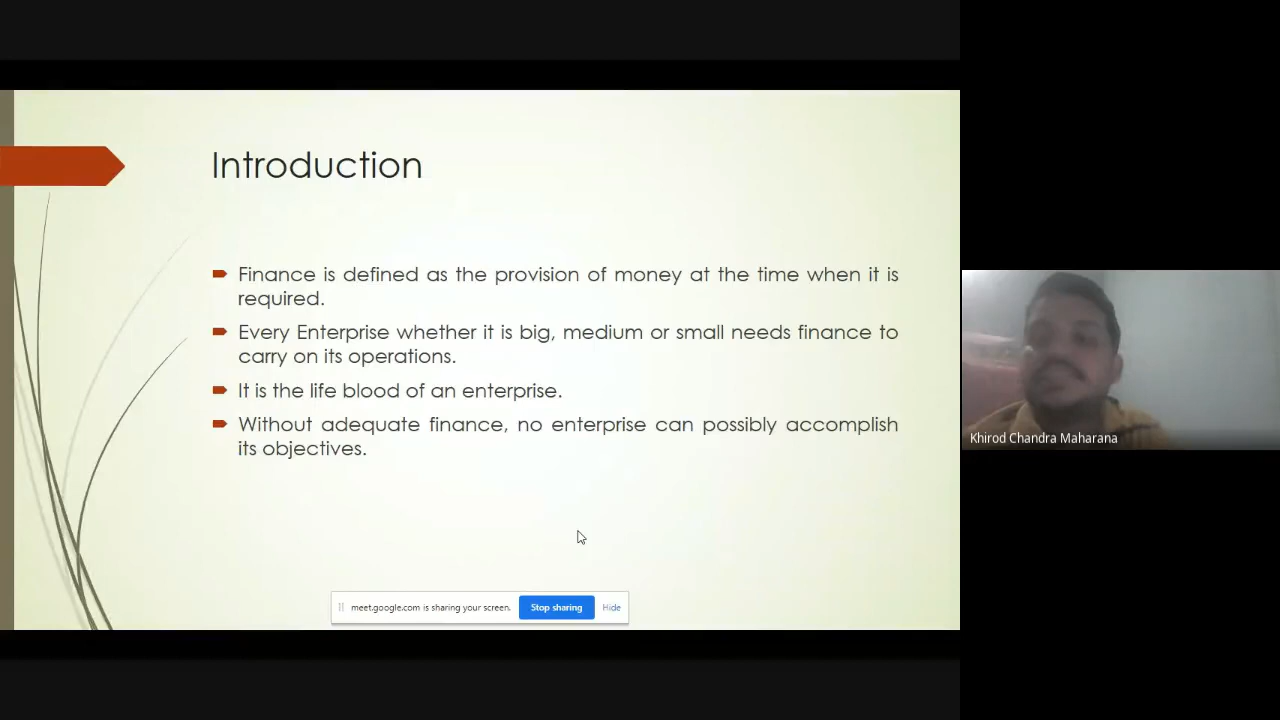 Introduction
Finance is defined as the provision of money at the time when it is
required.
Every Enterprise whether it is big, medium or small needs finance to
carry on its operations.
It is the life blood of an enterprise.
Without adequate finance, no enterprise can possibly accomplish
its objectives.
meet.google.com is sharing your screen. Stop sharing Hide
Khirod Chandra Maharana